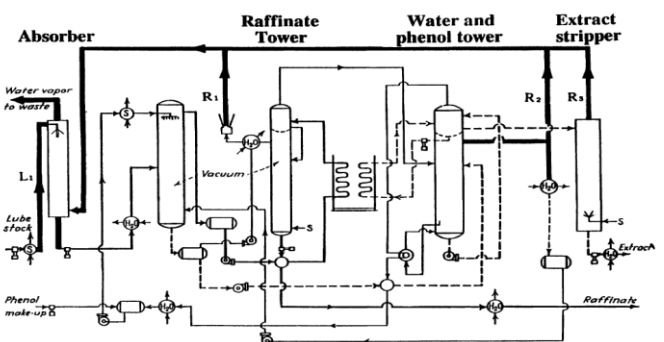 Absorber
Raffinate
Tower
Water and
phenol tower
Extract
stripper
Water vapor
to waste
S
R1
H2O
R2
R3
L1
Vacuum
H2O
H2O
S
S
Lube
stock
S
H2O
Extract
Phenol
make-up
H2O
H2O
Raffinate